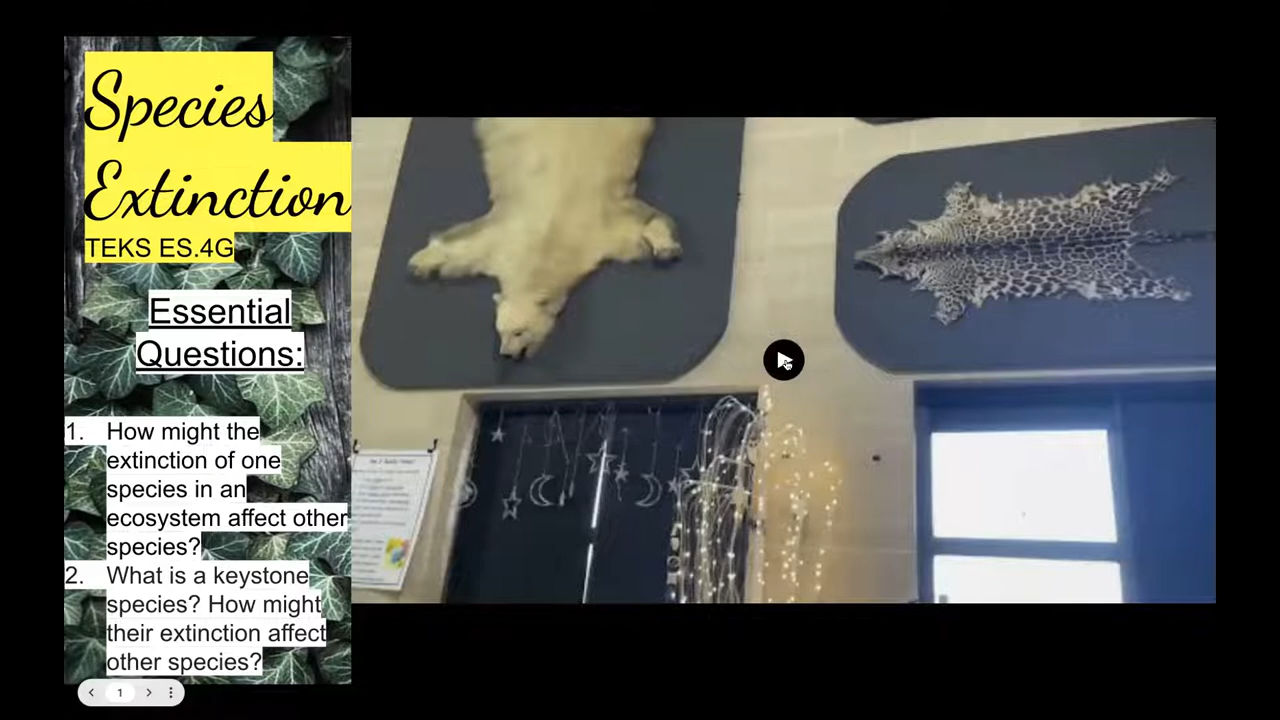 Species
Extinction
TEKS ES.4G
Essential
Questions:
1. How might the
extinction of one
species in an
ecosystem affect other
species?
2. What is a keystone
species? How might
their extinction affect
other species?
1